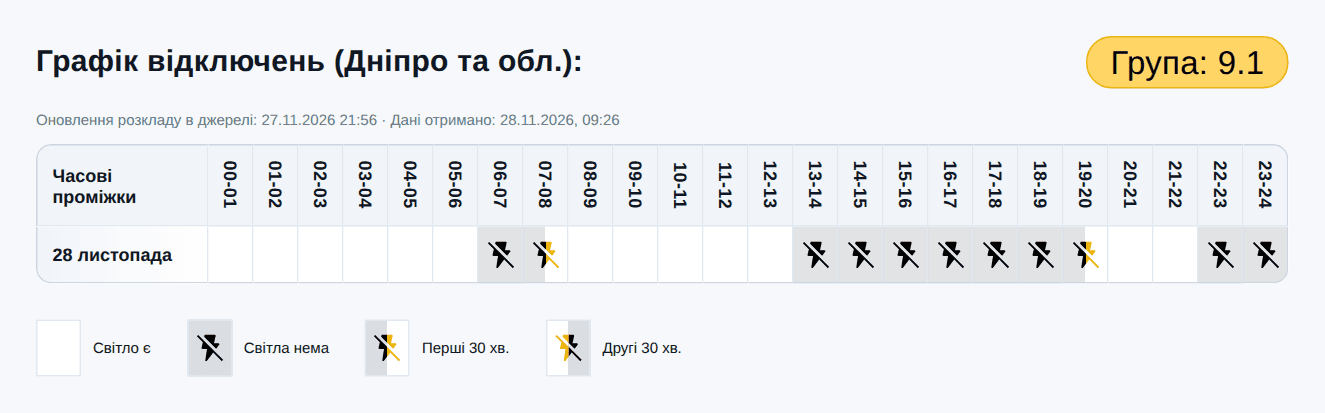 Графік відключень (Дніпро та обл.):
Група: 9.1
Оновлення розкладу в джерелі: 27.11.2026 21:56 · Дані отримано: 28.11.2026, 09:26
Часові
проміжки
00-01
01-02
02-03
03-04
04-05
05-06
06-07
07-08
08-09
09-10
10-11
11-12
12-13
13-14
14-15
15-16
16-17
17-18
18-19
19-20
20-21
21-22
22-23
23-24
28 листопада
Світло є
Світла нема
Перші 30 хв.
Другі 30 хв.